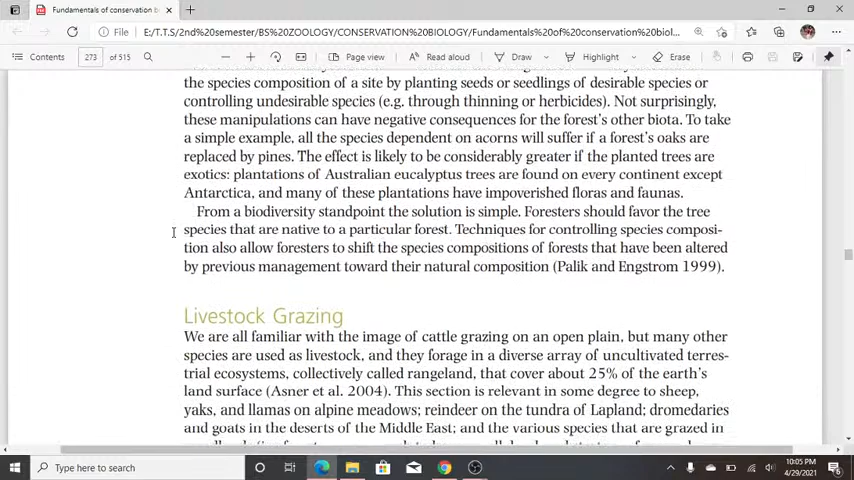 Fundamentals of conservation b
File
E:/T.T.S/2nd%20semester/BS%20ZOOLOGY/CONSERVATION%20BIOLOGY/Fundamentals%20of%20conservation%20biol...
Contents
273
of 515
Page view
Read aloud
Draw
Highlight
Erase
the species composition of a site by planting seeds or seedlings of desirable species or
controlling undesirable species (e.g. through thinning or herbicides). Not surprisingly,
these manipulations can have negative consequences for the forest's other biota. To take
a simple example, all the species dependent on acorns will suffer if a forest's oaks are
replaced by pines. The effect is likely to be considerably greater if the planted trees are
exotics: plantations of Australian eucalyptus trees are found on every continent except
Antarctica, and many of these plantations have impoverished floras and faunas.
From a biodiversity standpoint the solution is simple. Foresters should favor the tree
species that are native to a particular forest. Techniques for controlling species composi-
tion also allow foresters to shift the species compositions of forests that have been altered
by previous management toward their natural composition (Palik and Engstrom 1999).
Livestock Grazing
We are all familiar with the image of cattle grazing on an open plain, but many other
species are used as livestock, and they forage in a diverse array of uncultivated terres-
trial ecosystems, collectively called rangeland, that cover about 25% of the earth's
land surface (Asner et al. 2004). This section is relevant in some degree to sheep,
yaks, and llamas on alpine meadows; reindeer on the tundra of Lapland; dromedaries
and goats in the deserts of the Middle East; and the various species that are grazed in
Type here to search
10:05 PM
4/29/2021